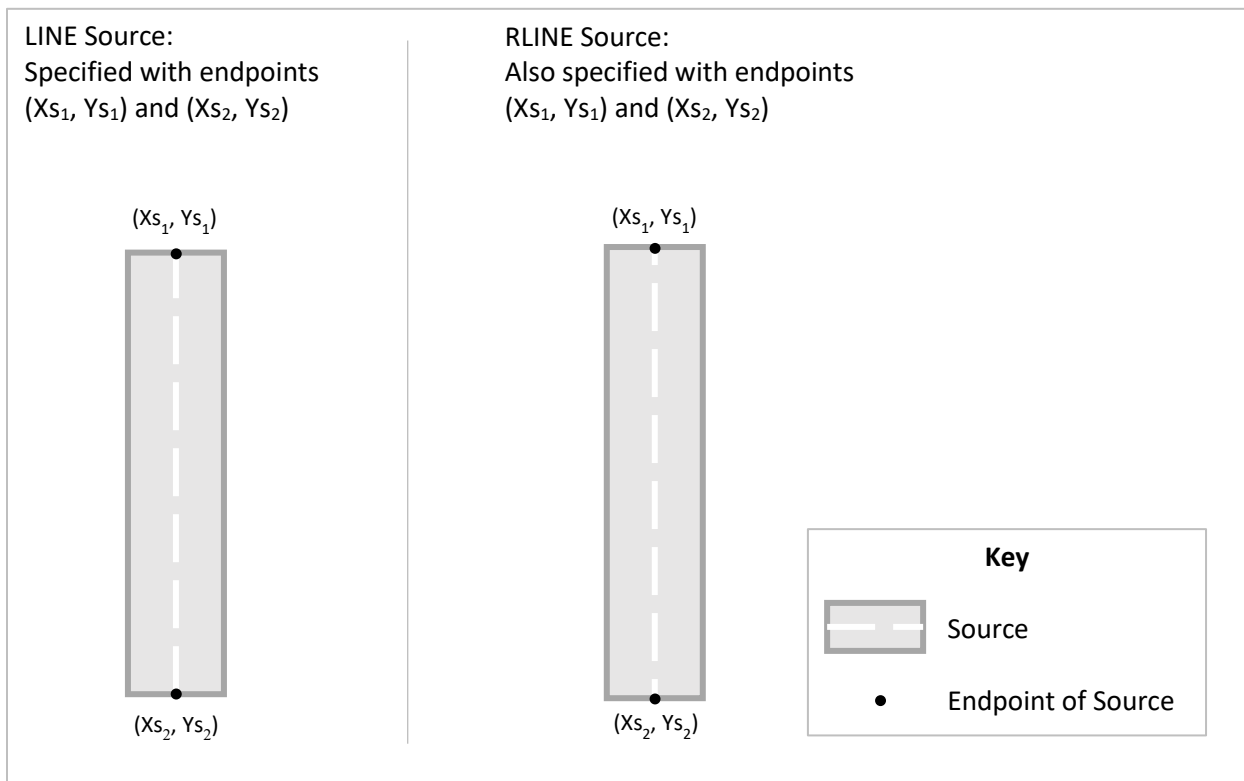 LINE Source:
Specified with endpoints
(Xs₁, Ys₁) and (Xs₂, Ys₂)
RLINE Source:
Also specified with endpoints
(Xs₁, Ys₁) and (Xs₂, Ys₂)
(Xs₁, Ys₁)
(Xs₂, Ys₂)
(Xs₁, Ys₁)
(Xs₂, Ys₂)
Key
Source
Endpoint of Source